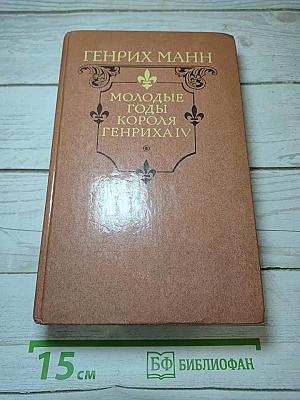 ГЕНРИХ МАНН
МОЛОДЫЕ
ГОДЫ
КОРОЛЯ
ГЕНРИХА IV
15 см
БФ БИБЛИОФАН